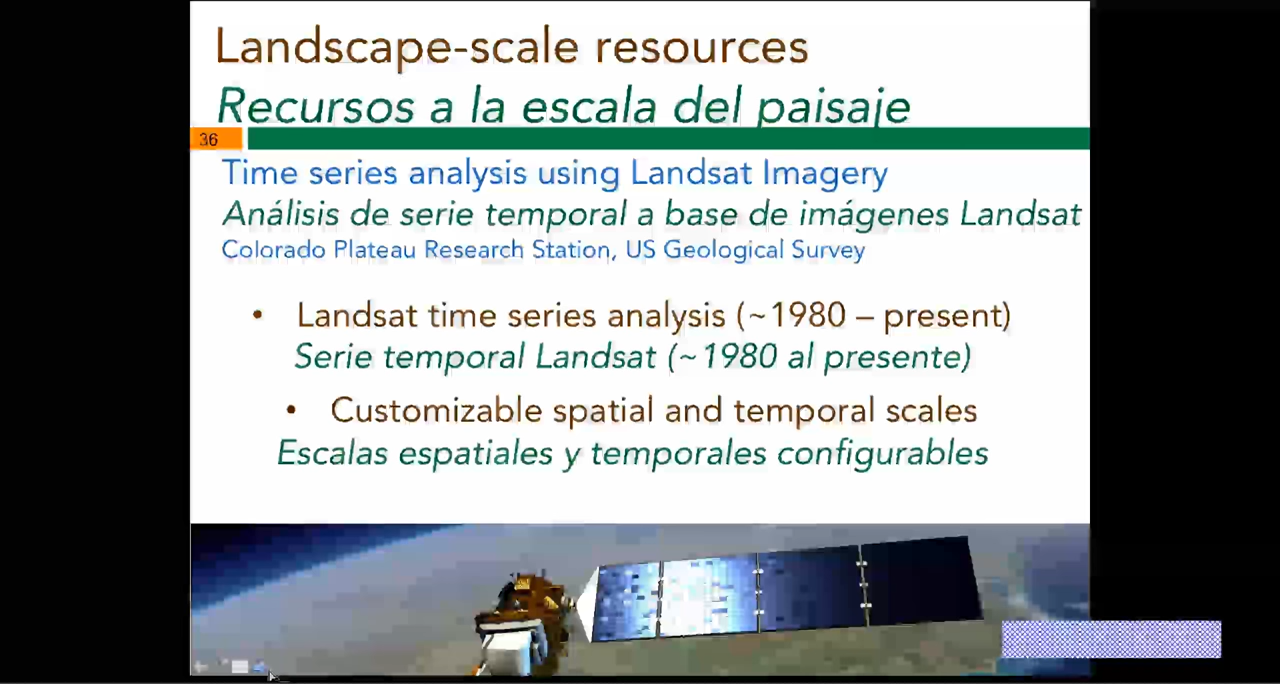 Landscape-scale resources
Recursos a la escala del paisaje
36
Time series analysis using Landsat Imagery
Análisis de serie temporal a base de imágenes Landsat
Colorado Plateau Research Station, US Geological Survey
• Landsat time series analysis (~1980 – present)
Serie temporal Landsat (~1980 al presente)
• Customizable spatial and temporal scales
Escalas espatiales y temporales configurables